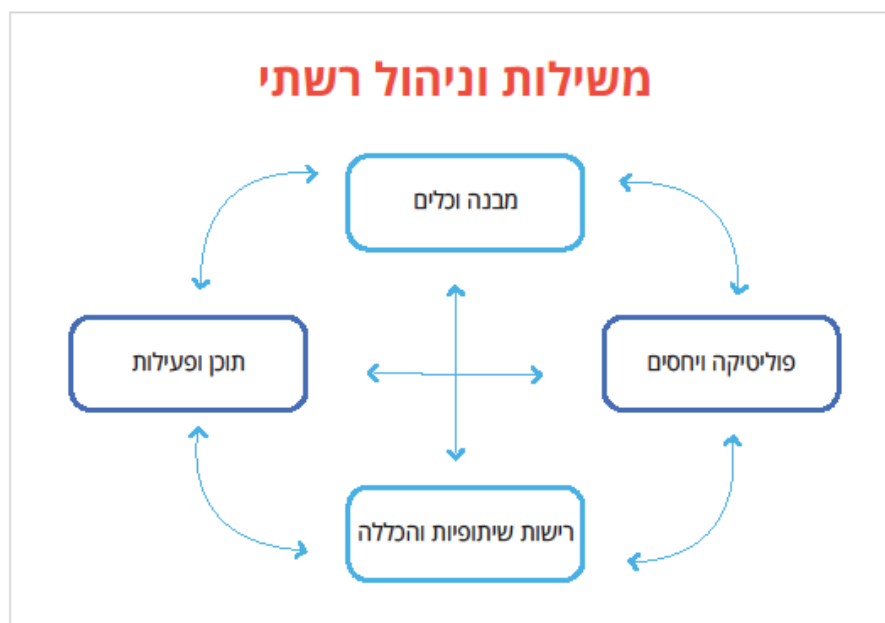 משילות וניהול רשתי
מבנה וכלים
פוליטיקה ויחסים
תוכן ופעילות
רישות שיתופיות והכללה